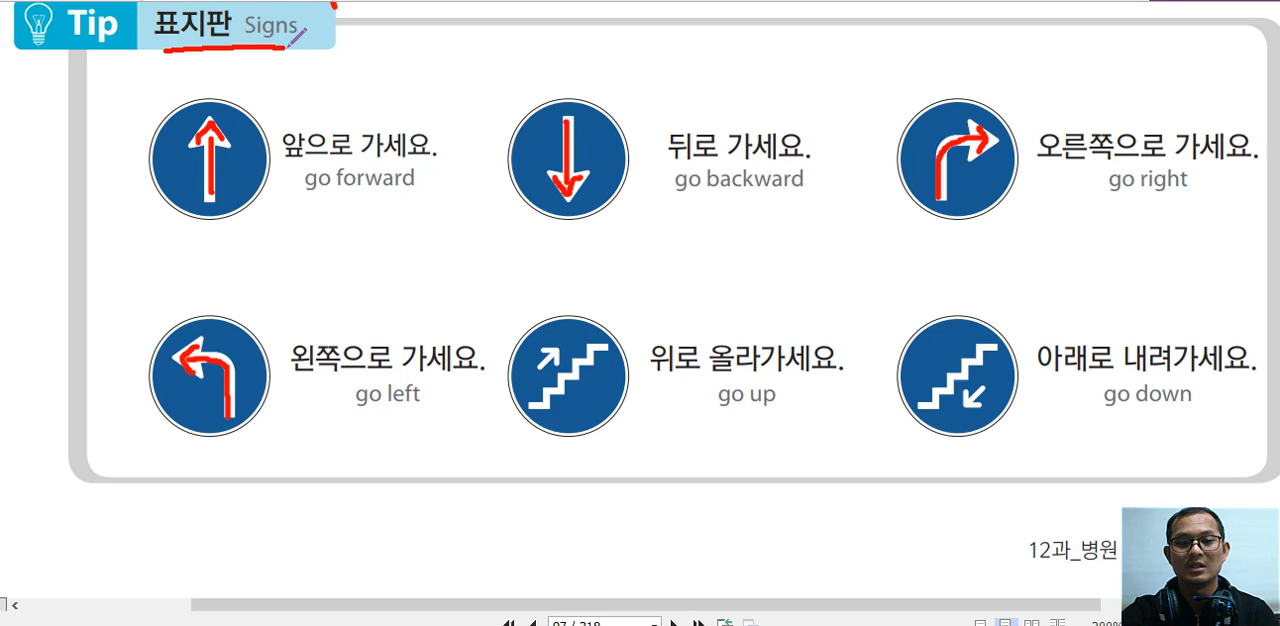 Tip 표지판 Signs
앞으로 가세요.
go forward
뒤로 가세요.
go backward
오른쪽으로 가세요.
go right
왼쪽으로 가세요.
go left
위로 올라가세요.
go up
아래로 내려가세요.
go down
12과_병원
97 / 318
200%